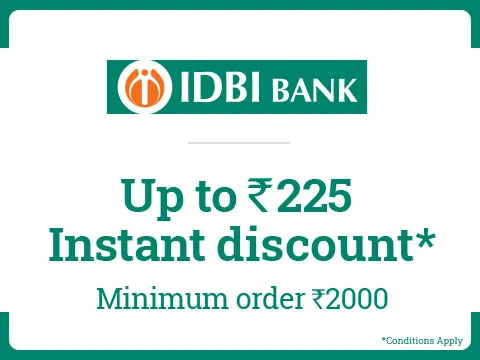 IDBI BANK
Up to ₹225
Instant discount*
Minimum order ₹2000
*Conditions Apply